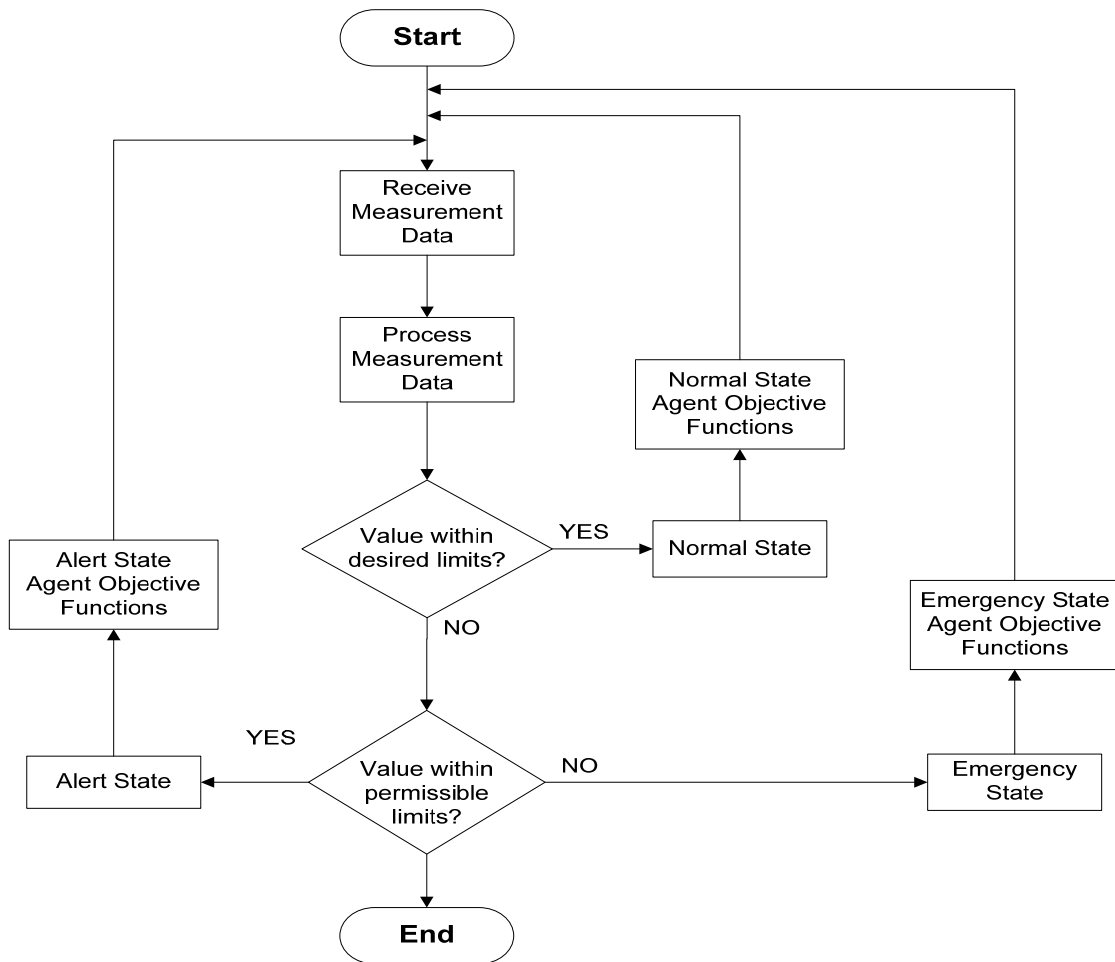 Start
Receive
Measurement
Data
Process
Measurement
Data
Normal State
Agent Objective
Functions
Value within
desired limits?
YES
Normal State
NO
Alert State
Agent Objective
Functions
Emergency State
Agent Objective
Functions
YES
Alert State
Value within
permissible
limits?
NO
Emergency
State
End